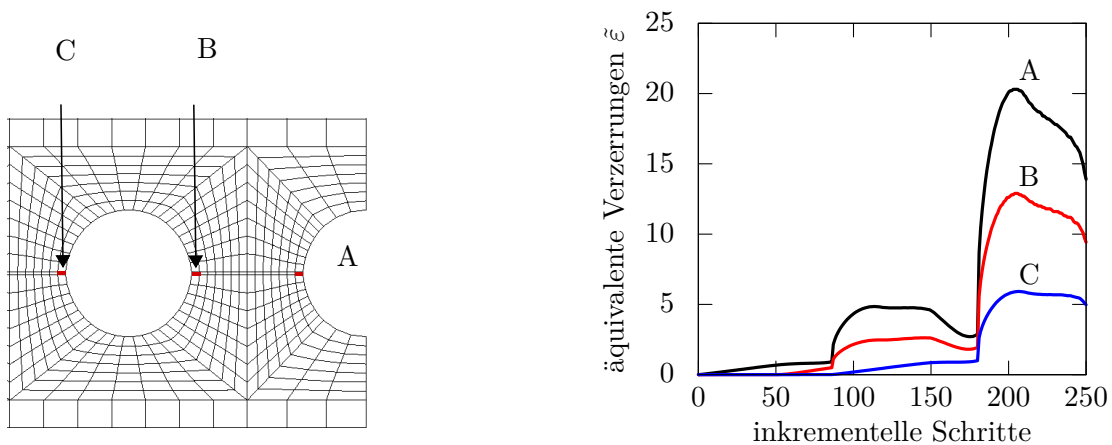 C
B
A
äquivalente Verzerrungen ε̃
25
20
15
10
5
0
A
B
C
0 50 100 150 200 250
inkrementelle Schritte